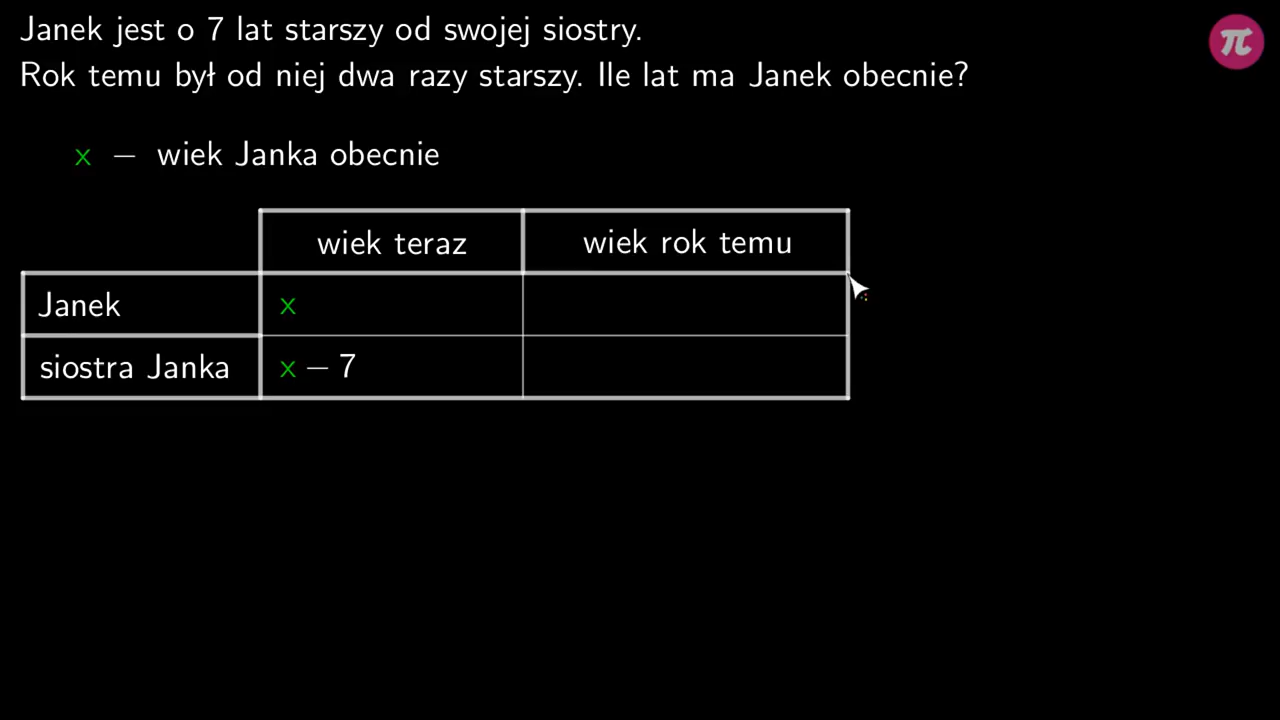 Janek jest o 7 lat starszy od swojej siostry.
Rok temu był od niej dwa razy starszy. Ile lat ma Janek obecnie?
x – wiek Janka obecnie
wiek teraz wiek rok temu
Janek x
siostra Janka x – 7
π